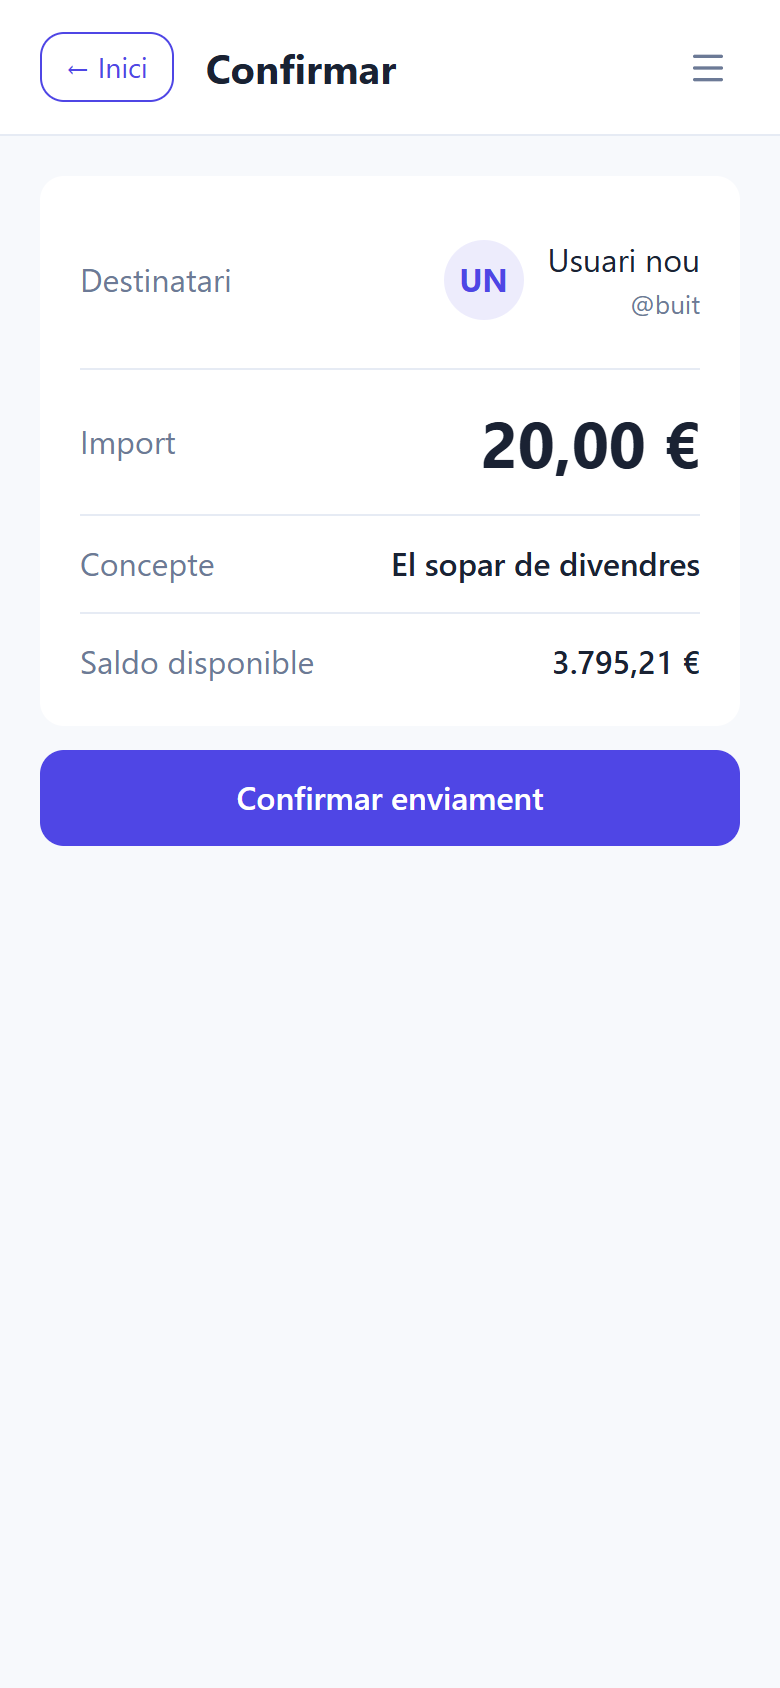 ← Inici
Confirmar
Destinatari
UN
Usuari nou
@buit
Import
20,00 €
Concepte
El sopar de divendres
Saldo disponible
3.795,21 €
Confirmar enviament